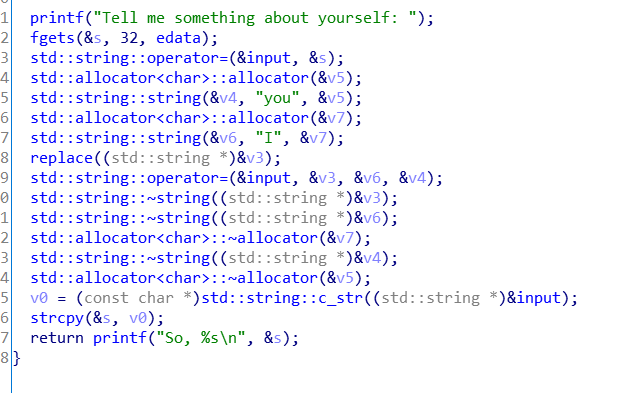 1 printf("Tell me something about yourself: ");
2 fgets(&s, 32, edata);
3 std::string::operator=(&input, &s);
4 std::allocator<char>::allocator(&v5);
5 std::string::string(&v4, "you", &v5);
6 std::allocator<char>::allocator(&v7);
7 std::string::string(&v6, "I", &v7);
8 replace((std::string *)&v3);
9 std::string::operator=(&input, &v3, &v6, &v4);
0 std::string::~string((std::string *)&v3);
1 std::string::~string((std::string *)&v6);
2 std::allocator<char>::~allocator(&v7);
3 std::string::~string((std::string *)&v4);
4 std::allocator<char>::~allocator(&v5);
5 v0 = (const char *)std::string::c_str((std::string *)&input);
6 strcpy(&s, v0);
7 return printf("So, %s\n", &s);
8 }